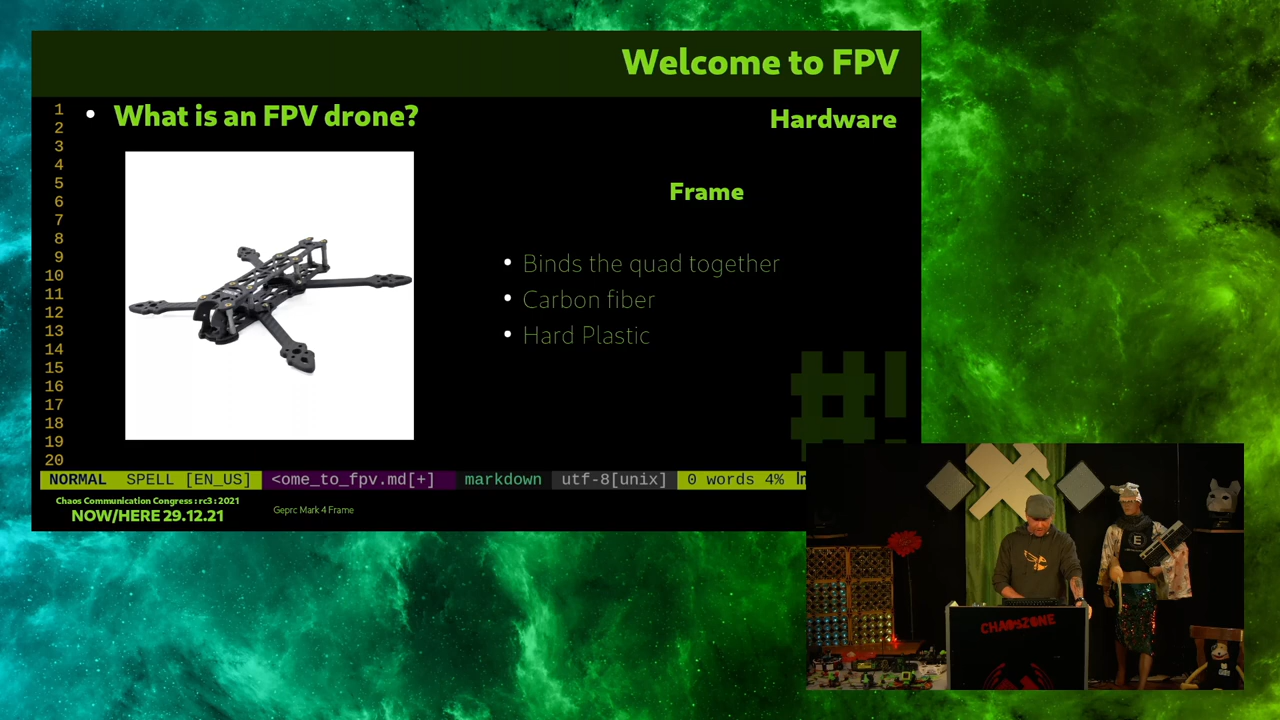 Welcome to FPV
• What is an FPV drone?
Hardware
Frame
• Binds the quad together
• Carbon fiber
• Hard Plastic
1
2
3
4
5
6
7
8
9
10
11
12
13
14
15
16
17
18
19
20
#!
NORMAL SPELL [EN_US] <ome_to_fpv.md[+] markdown utf-8[unix] 0 words 4% ln
Chaos Communication Congress : rc3 : 2021
NOW/HERE 29.12.21
Geprc Mark 4 Frame
E
CHAOSZONE